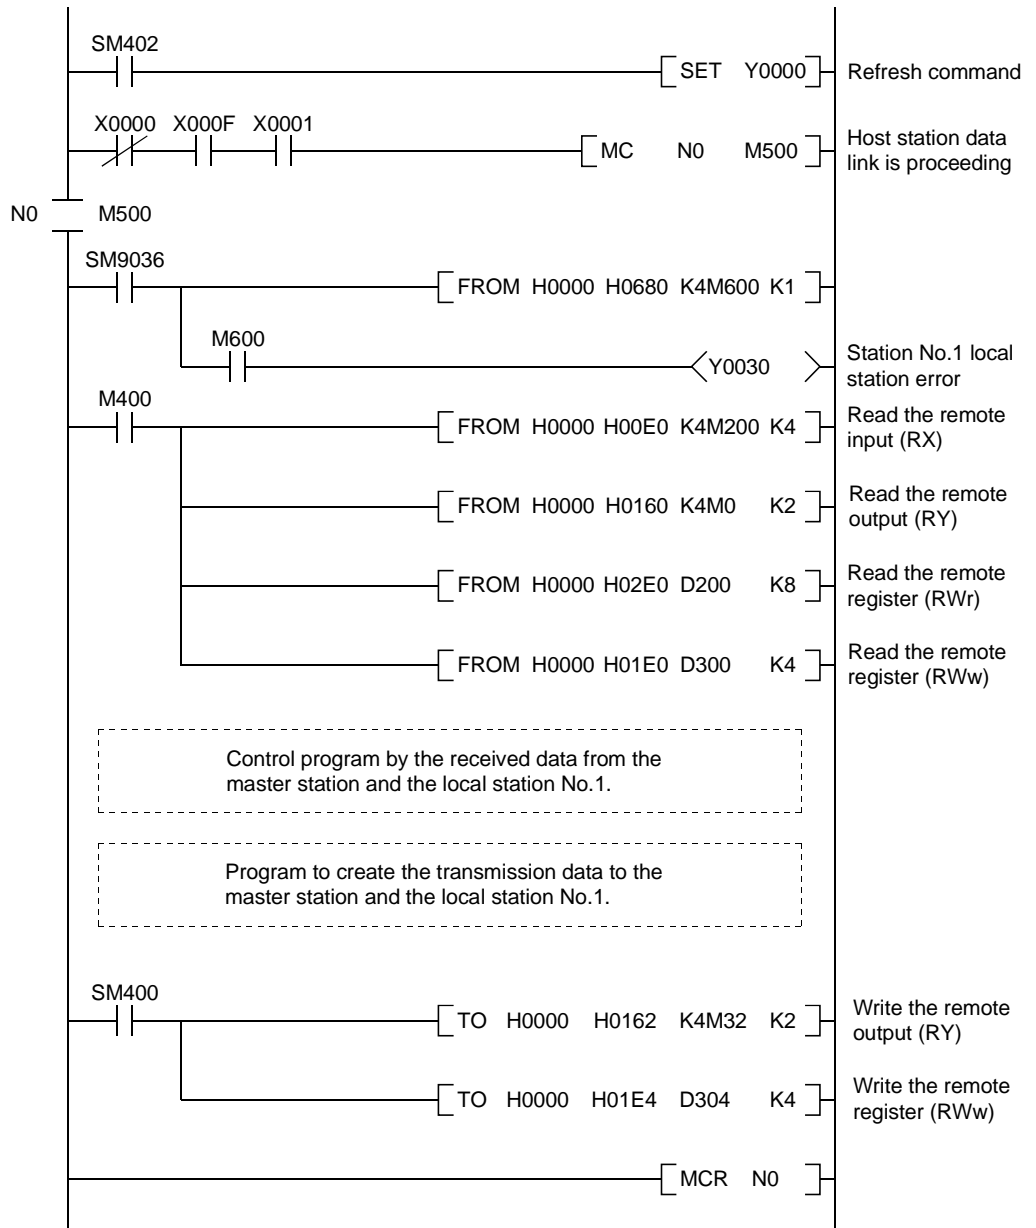 SM402
SET Y0000
Refresh command
X0000 X000F X0001
MC N0 M500
Host station data
link is proceeding
N0 M500
SM9036
FROM H0000 H0680 K4M600 K1
M600
Y0030
Station No.1 local
station error
M400
FROM H0000 H00E0 K4M200 K4
Read the remote
input (RX)
FROM H0000 H0160 K4M0 K2
Read the remote
output (RY)
FROM H0000 H02E0 D200 K8
Read the remote
register (RWr)
FROM H0000 H01E0 D300 K4
Read the remote
register (RWw)
Control program by the received data from the
master station and the local station No.1.
Program to create the transmission data to the
master station and the local station No.1.
SM400
TO H0000 H0162 K4M32 K2
Write the remote
output (RY)
TO H0000 H01E4 D304 K4
Write the remote
register (RWw)
MCR N0